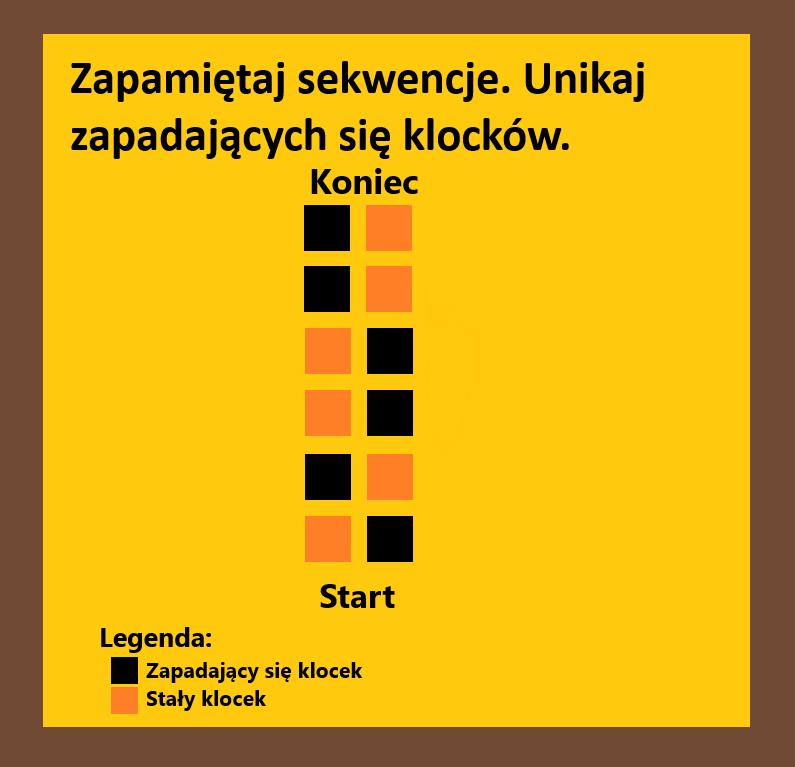 Zapamiętaj sekwencje. Unikaj
zapadających się klocków.
Koniec
Start
Legenda:
Zapadający się klocek
Stały klocek